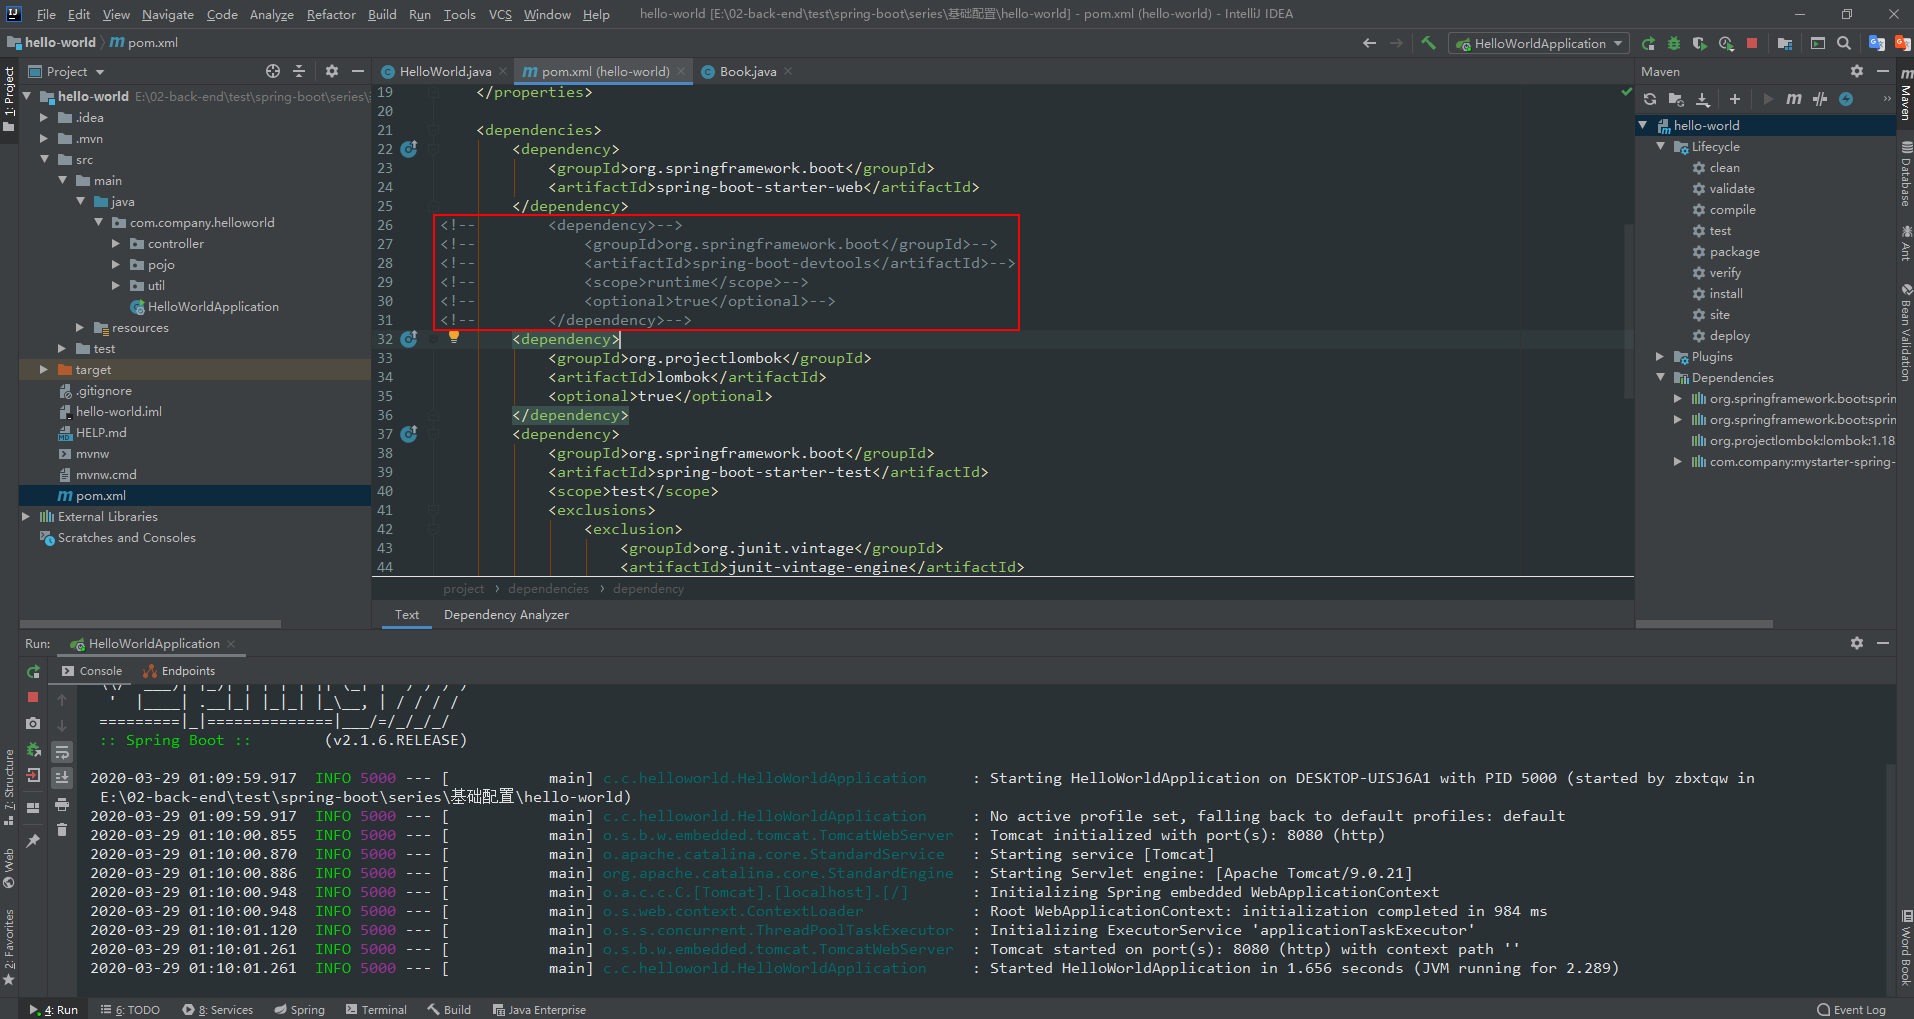 File Edit View Navigate Code Analyze Refactor Build Run Tools VCS Window Help hello-world [E:\02-back-end\test\spring-boot\series\基础配置\hello-world] - pom.xml (hello-world) - IntelliJ IDEA
hello-world pom.xml HelloWorldApplication
1: Project
Project
hello-world E:\02-back-end\test\spring-boot\series\
.idea
.mvn
src
main
java
com.company.helloworld
controller
pojo
util
HelloWorldApplication
resources
test
target
.gitignore
hello-world.iml
HELP.md
mvnw
mvnw.cmd
pom.xml
External Libraries
Scratches and Consoles
HelloWorld.java pom.xml (hello-world) Book.java
19 </properties>
20
21 <dependencies>
22 <dependency>
23 <groupId>org.springframework.boot</groupId>
24 <artifactId>spring-boot-starter-web</artifactId>
25 </dependency>
26 <!-- <dependency>-->
27 <!-- <groupId>org.springframework.boot</groupId>-->
28 <!-- <artifactId>spring-boot-devtools</artifactId>-->
29 <!-- <scope>runtime</scope>-->
30 <!-- <optional>true</optional>-->
31 <!-- </dependency>-->
32 <dependency>
33 <groupId>org.projectlombok</groupId>
34 <artifactId>lombok</artifactId>
35 <optional>true</optional>
36 </dependency>
37 <dependency>
38 <groupId>org.springframework.boot</groupId>
39 <artifactId>spring-boot-starter-test</artifactId>
40 <scope>test</scope>
41 <exclusions>
42 <exclusion>
43 <groupId>org.junit.vintage</groupId>
44 <artifactId>junit-vintage-engine</artifactId>
project › dependencies › dependency
Text Dependency Analyzer
Maven
hello-world
Lifecycle
clean
validate
compile
test
package
verify
install
site
deploy
Plugins
Dependencies
org.springframework.boot:sprin
org.springframework.boot:sprin
org.projectlombok:lombok:1.18
com.company:mystarter-spring-
Maven
Database
Ant
Bean Validation
Word Book
Run: HelloWorldApplication
Console Endpoints
:: Spring Boot :: (v2.1.6.RELEASE)
2020-03-29 01:09:59.917 INFO 5000 --- [ main] c.c.helloworld.HelloWorldApplication : Starting HelloWorldApplication on DESKTOP-UISJ6A1 with PID 5000 (started by zbxtqw in
E:\02-back-end\test\spring-boot\series\基础配置\hello-world)
2020-03-29 01:09:59.917 INFO 5000 --- [ main] c.c.helloworld.HelloWorldApplication : No active profile set, falling back to default profiles: default
2020-03-29 01:10:00.855 INFO 5000 --- [ main] o.s.b.w.embedded.tomcat.TomcatWebServer : Tomcat initialized with port(s): 8080 (http)
2020-03-29 01:10:00.870 INFO 5000 --- [ main] o.apache.catalina.core.StandardService : Starting service [Tomcat]
2020-03-29 01:10:00.886 INFO 5000 --- [ main] org.apache.catalina.core.StandardEngine : Starting Servlet engine: [Apache Tomcat/9.0.21]
2020-03-29 01:10:00.948 INFO 5000 --- [ main] o.a.c.c.C.[Tomcat].[localhost].[/] : Initializing Spring embedded WebApplicationContext
2020-03-29 01:10:00.948 INFO 5000 --- [ main] o.s.web.context.ContextLoader : Root WebApplicationContext: initialization completed in 984 ms
2020-03-29 01:10:01.120 INFO 5000 --- [ main] o.s.s.concurrent.ThreadPoolTaskExecutor : Initializing ExecutorService 'applicationTaskExecutor'
2020-03-29 01:10:01.261 INFO 5000 --- [ main] o.s.b.w.embedded.tomcat.TomcatWebServer : Tomcat started on port(s): 8080 (http) with context path ''
2020-03-29 01:10:01.261 INFO 5000 --- [ main] c.c.helloworld.HelloWorldApplication : Started HelloWorldApplication in 1.656 seconds (JVM running for 2.289)
7: Structure
Web
2: Favorites
4: Run 6: TODO 8: Services Spring Terminal Build Java Enterprise Event Log